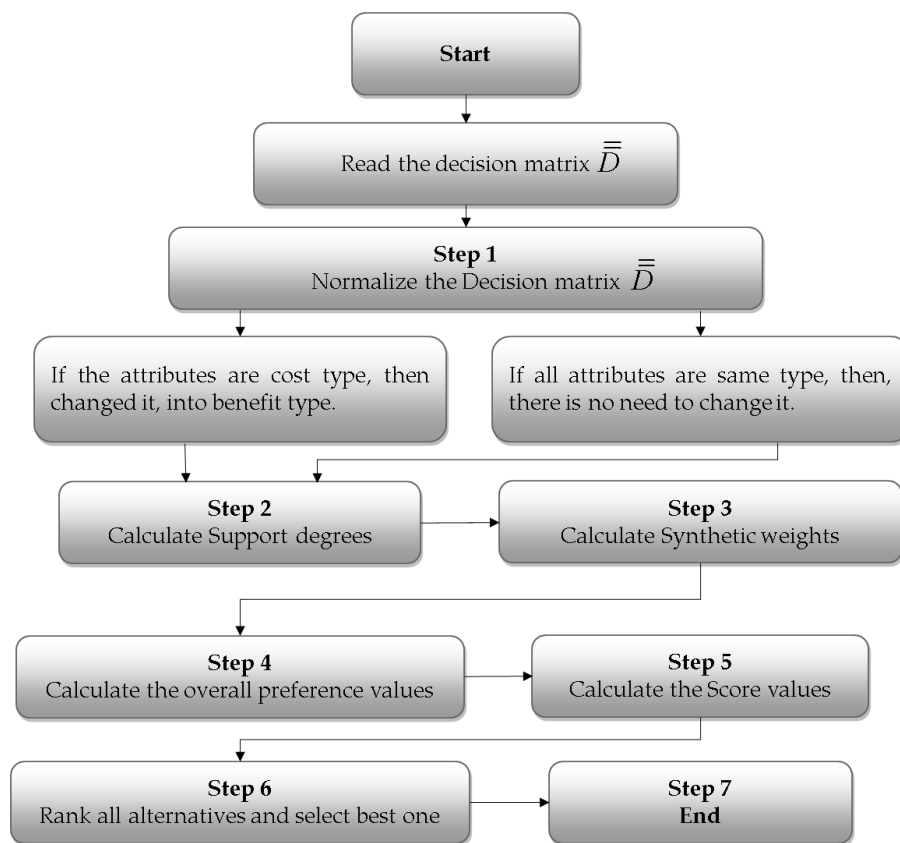 Start
Read the decision matrix D̿
Step 1
Normalize the Decision matrix D̿
If the attributes are cost type, then
changed it, into benefit type.
If all attributes are same type, then,
there is no need to change it.
Step 2
Calculate Support degrees
Step 3
Calculate Synthetic weights
Step 4
Calculate the overall preference values
Step 5
Calculate the Score values
Step 6
Rank all alternatives and select best one
Step 7
End